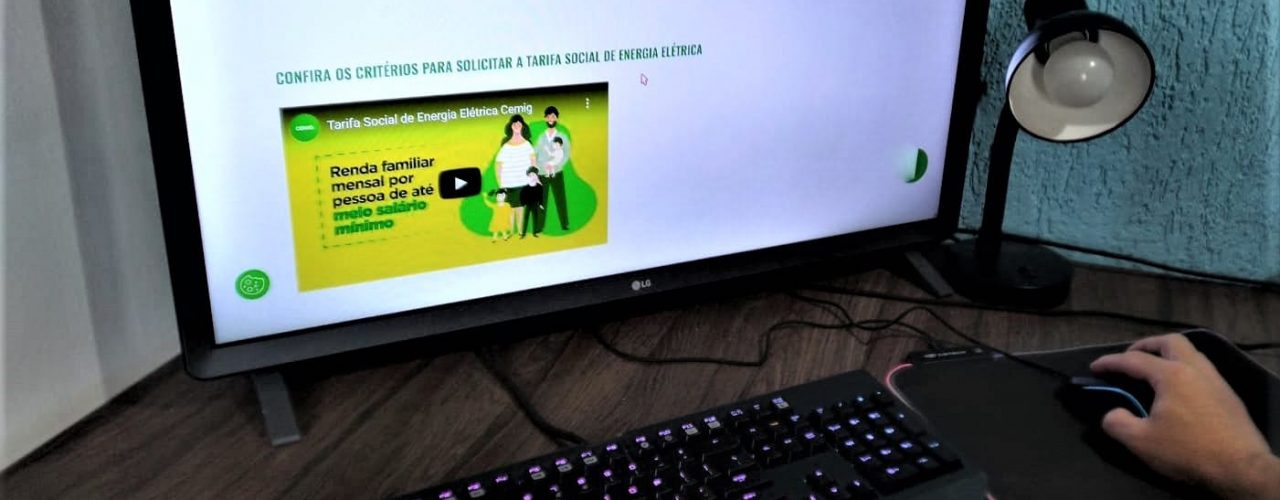 CONFIRA OS CRITÉRIOS PARA SOLICITAR A TARIFA SOCIAL DE ENERGIA ELÉTRICA
CEMIG
Tarifa Social de Energia Elétrica Cemig
Renda familiar
mensal por
pessoa de até
meio salário
mínimo
LG